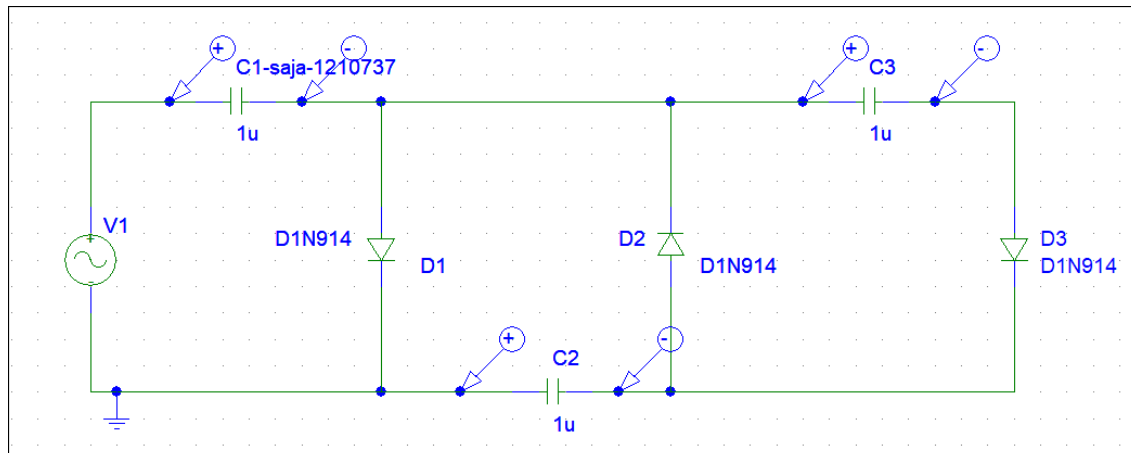 +
-
C1-saja-1210737
1u
+
-
C3
1u
V1
+
-
D1N914
D1
D2
D1N914
D3
D1N914
+
-
C2
1u